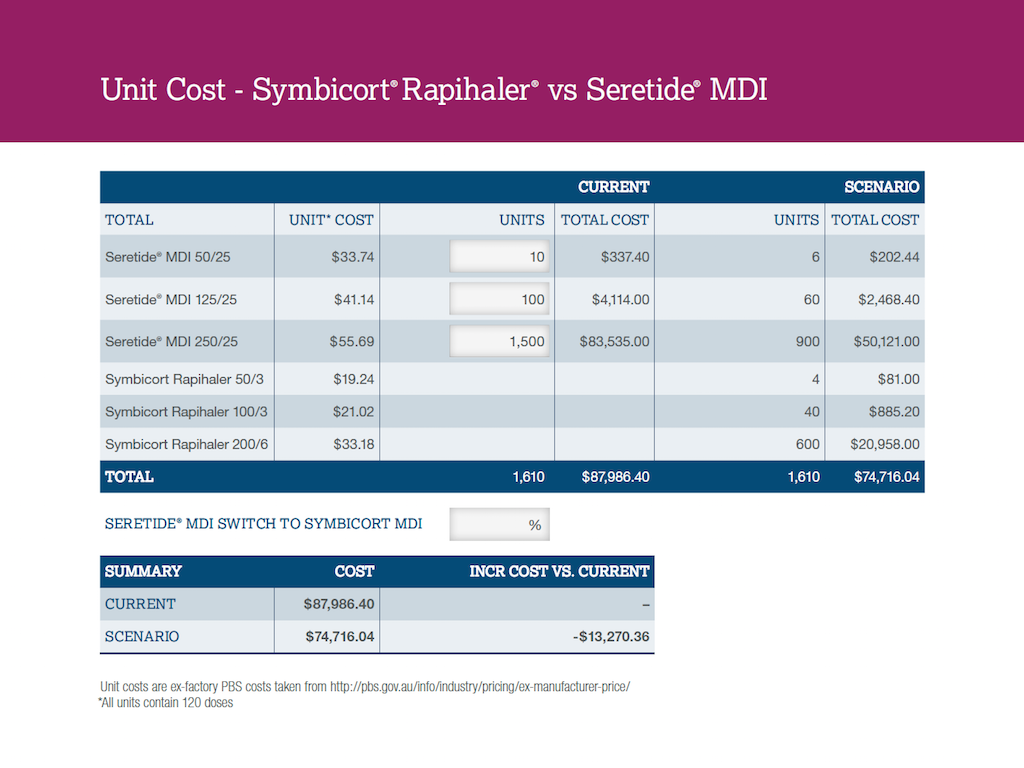 Unit Cost - Symbicort® Rapihaler® vs Seretide® MDI
CURRENT SCENARIO
TOTAL UNIT* COST UNITS TOTAL COST UNITS TOTAL COST
Seretide® MDI 50/25 $33.74 10 $337.40 6 $202.44
Seretide® MDI 125/25 $41.14 100 $4,114.00 60 $2,468.40
Seretide® MDI 250/25 $55.69 1,500 $83,535.00 900 $50,121.00
Symbicort Rapihaler 50/3 $19.24 4 $81.00
Symbicort Rapihaler 100/3 $21.02 40 $885.20
Symbicort Rapihaler 200/6 $33.18 600 $20,958.00
TOTAL 1,610 $87,986.40 1,610 $74,716.04
SERETIDE® MDI SWITCH TO SYMBICORT MDI %
SUMMARY COST INCR COST VS. CURRENT
CURRENT $87,986.40 –
SCENARIO $74,716.04 -$13,270.36
Unit costs are ex-factory PBS costs taken from http://pbs.gov.au/info/industry/pricing/ex-manufacturer-price/
*All units contain 120 doses